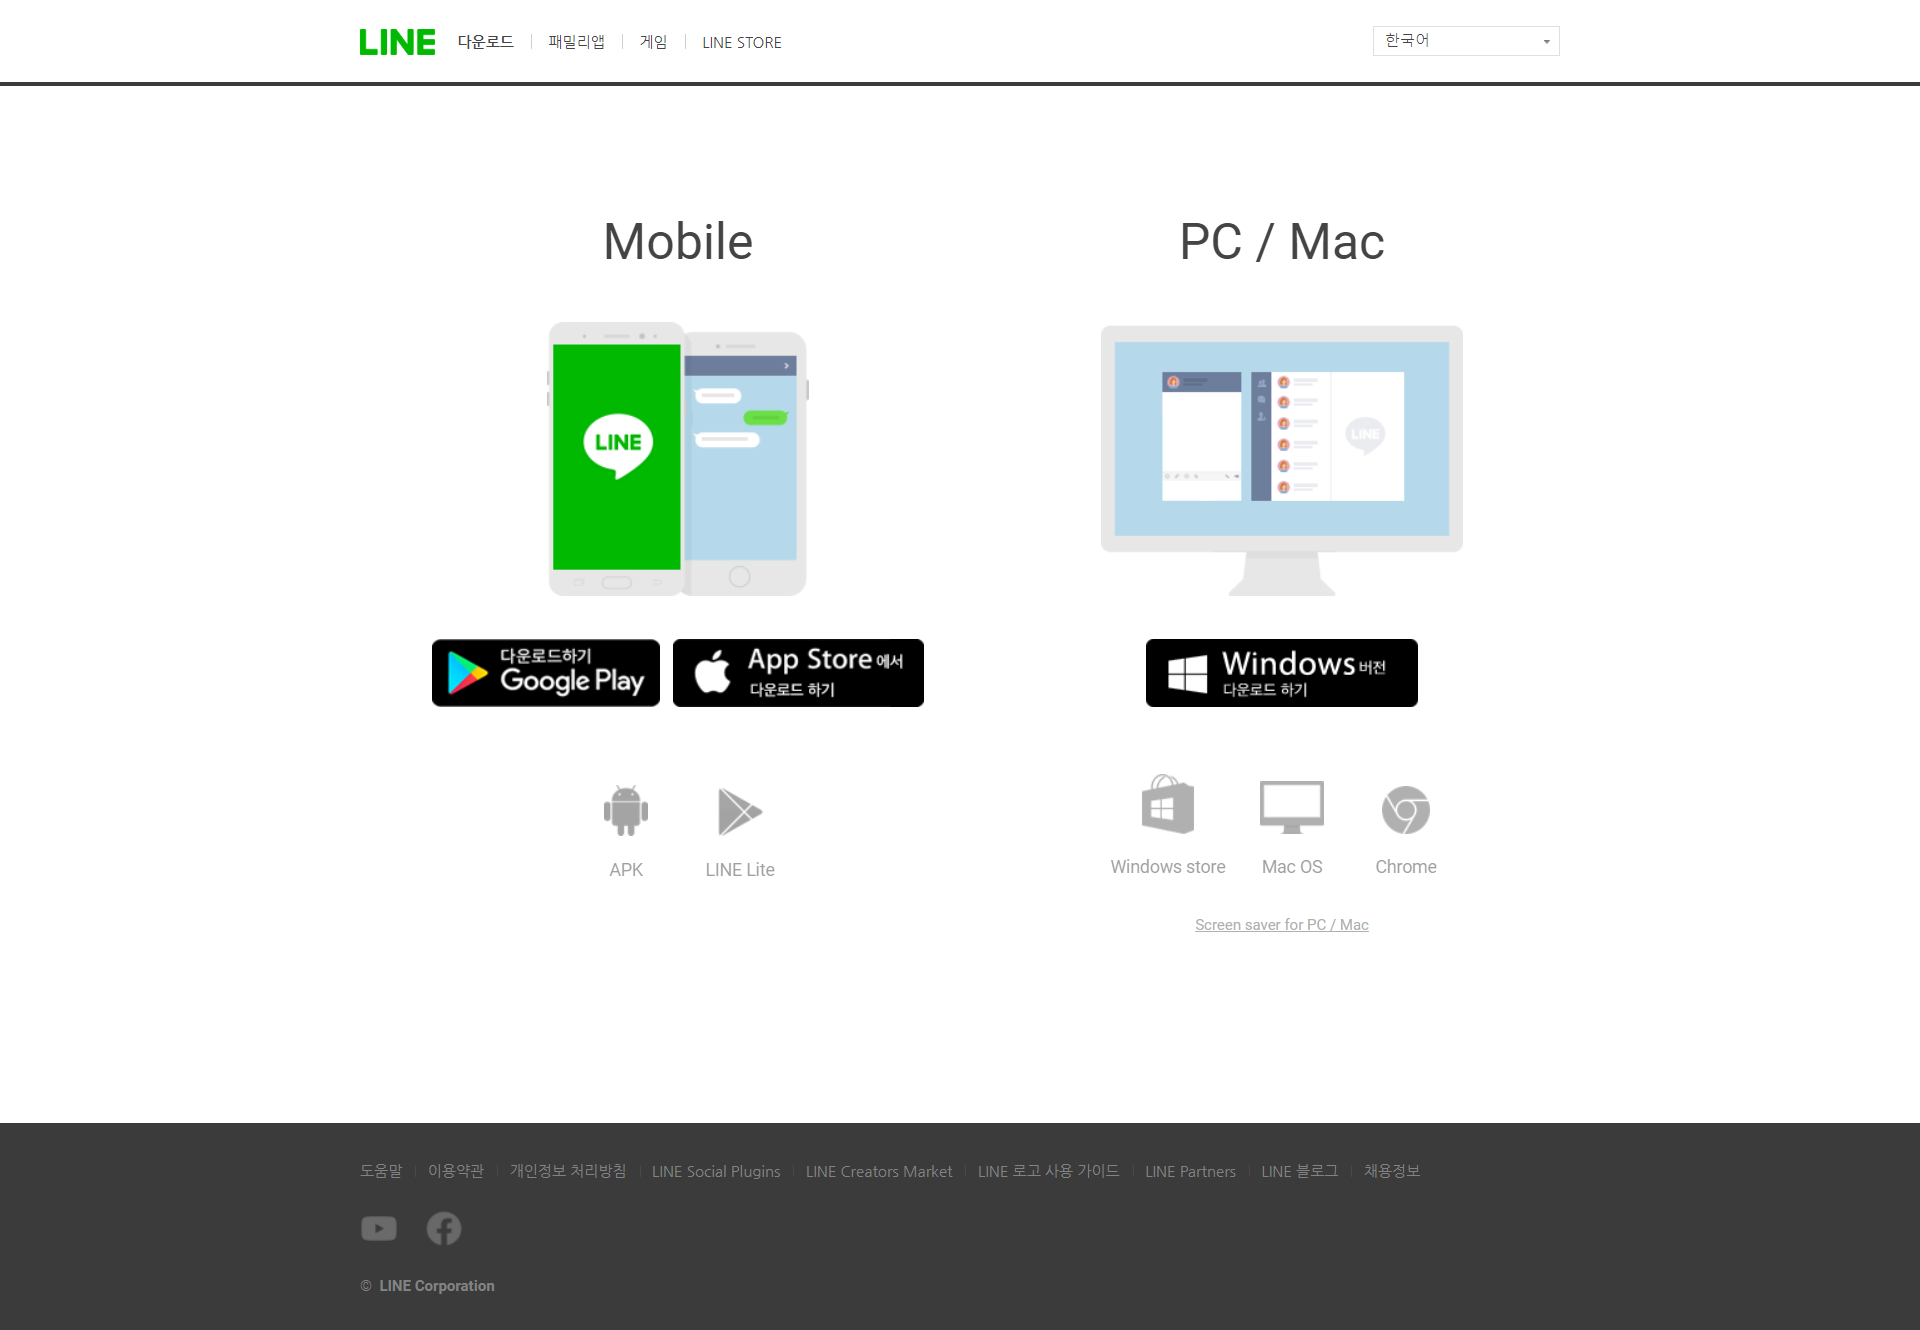 LINE
다운로드
패밀리앱
게임
LINE STORE
한국어
Mobile
PC / Mac
LINE
LINE
다운로드하기
Google Play
App Store 에서
다운로드 하기
Windows 버전
다운로드 하기
APK
LINE Lite
Windows store
Mac OS
Chrome
Screen saver for PC / Mac
도움말
이용약관
개인정보 처리방침
LINE Social Plugins
LINE Creators Market
LINE 로고 사용 가이드
LINE Partners
LINE 블로그
채용정보
© LINE Corporation